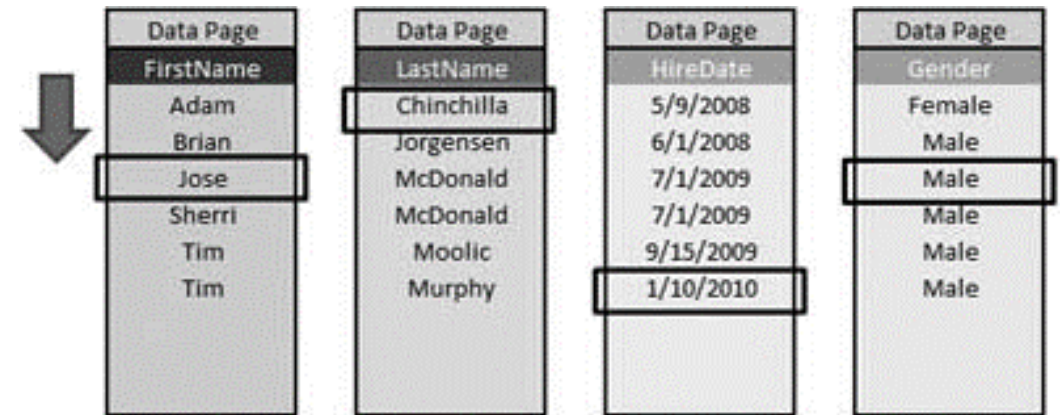 Data Page Data Page Data Page Data Page
FirstName LastName HireDate Gender
Adam Chinchilla 5/9/2008 Female
Brian Jorgensen 6/1/2008 Male
Jose McDonald 7/1/2009 Male
Sherri McDonald 7/1/2009 Male
Tim Moolic 9/15/2009 Male
Tim Murphy 1/10/2010 Male